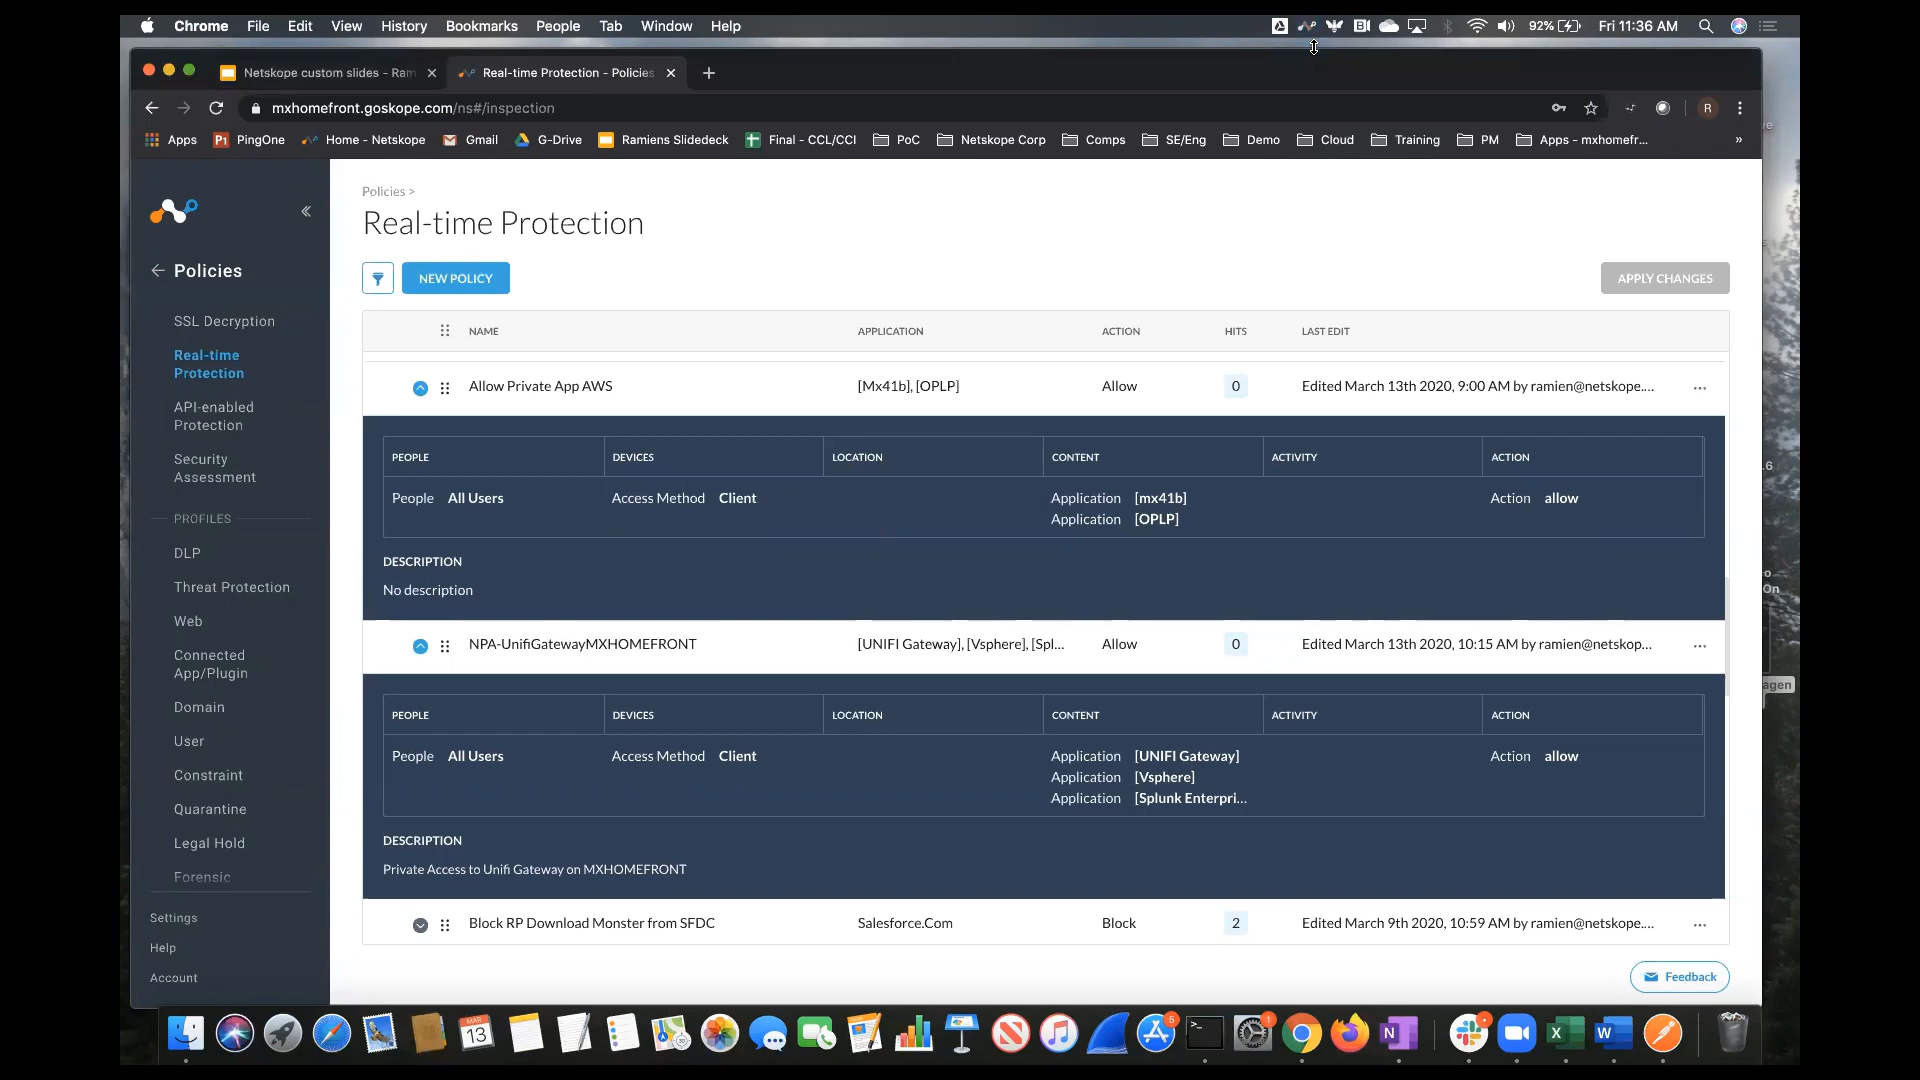 Chrome File Edit View History Bookmarks People Tab Window Help 92% Fri 11:36 AM
Netskope custom slides - Ram Real-time Protection - Policies
mxhomefront.goskope.com/ns#/inspection R
Apps PingOne Home - Netskope Gmail G-Drive Ramiens Slidedeck Final - CCL/CCI PoC Netskope Corp Comps SE/Eng Demo Cloud Training PM Apps - mxhomefr... »
Policies >
Real-time Protection
Policies
NEW POLICY APPLY CHANGES
SSL Decryption
Real-time
Protection
API-enabled
Protection
Security
Assessment
PROFILES
DLP
Threat Protection
Web
Connected
App/Plugin
Domain
User
Constraint
Quarantine
Legal Hold
Forensic
Settings
Help
Account
NAME APPLICATION ACTION HITS LAST EDIT
Allow Private App AWS [Mx41b], [OPLP] Allow 0 Edited March 13th 2020, 9:00 AM by ramien@netskope.... ...
PEOPLE DEVICES LOCATION CONTENT ACTIVITY ACTION
People All Users Access Method Client Application [mx41b] Action allow
Application [OPLP]
DESCRIPTION
No description
NPA-UnifiGatewayMXHOMEFRONT [UNIFI Gateway], [Vsphere], [Spl... Allow 0 Edited March 13th 2020, 10:15 AM by ramien@netskop... ...
PEOPLE DEVICES LOCATION CONTENT ACTIVITY ACTION
People All Users Access Method Client Application [UNIFI Gateway] Action allow
Application [Vsphere]
Application [Splunk Enterpri...
DESCRIPTION
Private Access to Unifi Gateway on MXHOMEFRONT
Block RP Download Monster from SFDC Salesforce.Com Block 2 Edited March 9th 2020, 10:59 AM by ramien@netskope.... ...
Feedback
MAR
13
5
1